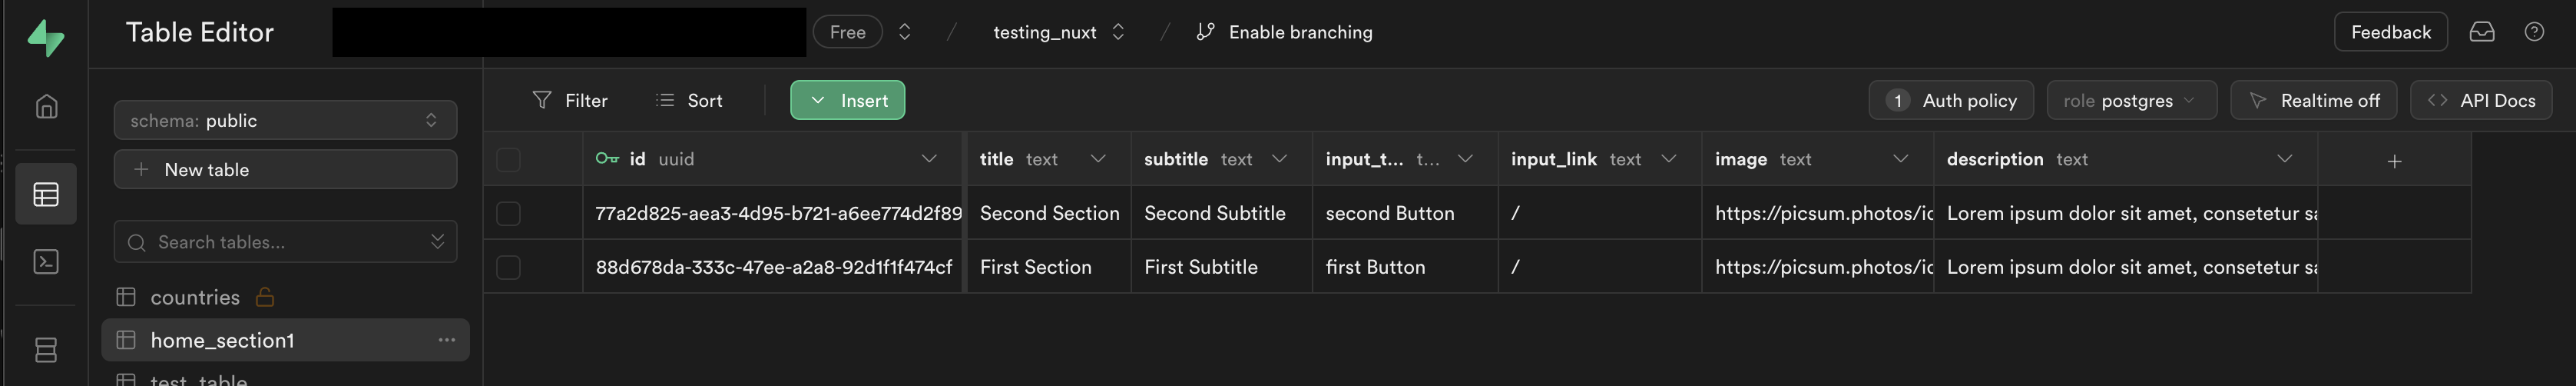 Table Editor
Free
/
testing_nuxt
/
Enable branching
Feedback
schema: public
New table
Search tables...
countries
home_section1
test_table
Filter
Sort
Insert
1 Auth policy
role postgres
Realtime off
API Docs
id uuid title text subtitle text input_t... t... input_link text image text description text
77a2d825-aea3-4d95-b721-a6ee774d2f89 Second Section Second Subtitle second Button / https://picsum.photos/ic Lorem ipsum dolor sit amet, consetetur sa
88d678da-333c-47ee-a2a8-92d1f1f474cf First Section First Subtitle first Button / https://picsum.photos/ic Lorem ipsum dolor sit amet, consetetur sa